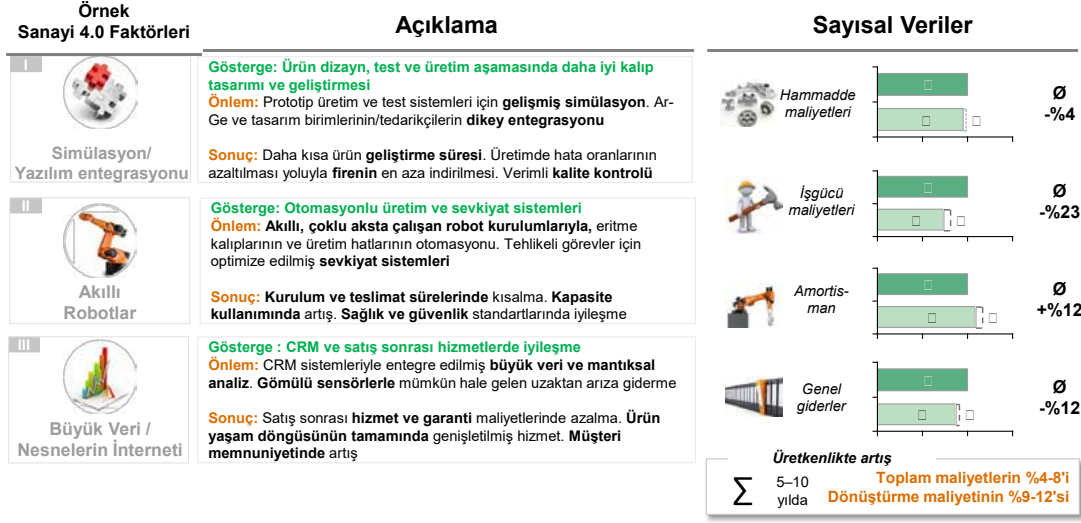 Örnek
Sanayi 4.0 Faktörleri
Açıklama
Sayısal Veriler
I
Simülasyon/
Yazılım entegrasyonu
Gösterge: Ürün dizayn, test ve üretim aşamasında daha iyi kalıp
tasarımı ve geliştirmesi
Önlem: Prototip üretim ve test sistemleri için gelişmiş simülasyon. Ar-
Ge ve tasarım birimlerinin/tedarikçilerin dikey entegrasyonu
Sonuç: Daha kısa ürün geliştirme süresi. Üretimde hata oranlarının
azaltılması yoluyla firenin en aza indirilmesi. Verimli kalite kontrolü
II
Akıllı
Robotlar
Gösterge: Otomasyonlu üretim ve sevkiyat sistemleri
Önlem: Akıllı, çoklu aksta çalışan robot kurulumlarıyla, eritme
kalıplarının ve üretim hatlarının otomasyonu. Tehlikeli görevler için
optimize edilmiş sevkiyat sistemleri
Sonuç: Kurulum ve teslimat sürelerinde kısalma. Kapasite
kullanımında artış. Sağlık ve güvenlik standartlarında iyileşme
III
Büyük Veri /
Nesnelerin İnterneti
Gösterge : CRM ve satış sonrası hizmetlerde iyileşme
Önlem: CRM sistemleriyle entegre edilmiş büyük veri ve mantıksal
analiz. Gömülü sensörlerle mümkün hale gelen uzaktan arıza giderme
Sonuç: Satış sonrası hizmet ve garanti maliyetlerinde azalma. Ürün
yaşam döngüsünün tamamında genişletilmiş hizmet. Müşteri
memnuniyetinde artış
Hammadde
maliyetleri
Ø
-%4
İşgücü
maliyetleri
Ø
-%23
Amortis-
man
Ø
+%12
Genel
giderler
Ø
-%12
Üretkenlikte artış
∑
5–10
yılda
Toplam maliyetlerin %4-8'i
Dönüştürme maliyetinin %9-12'si